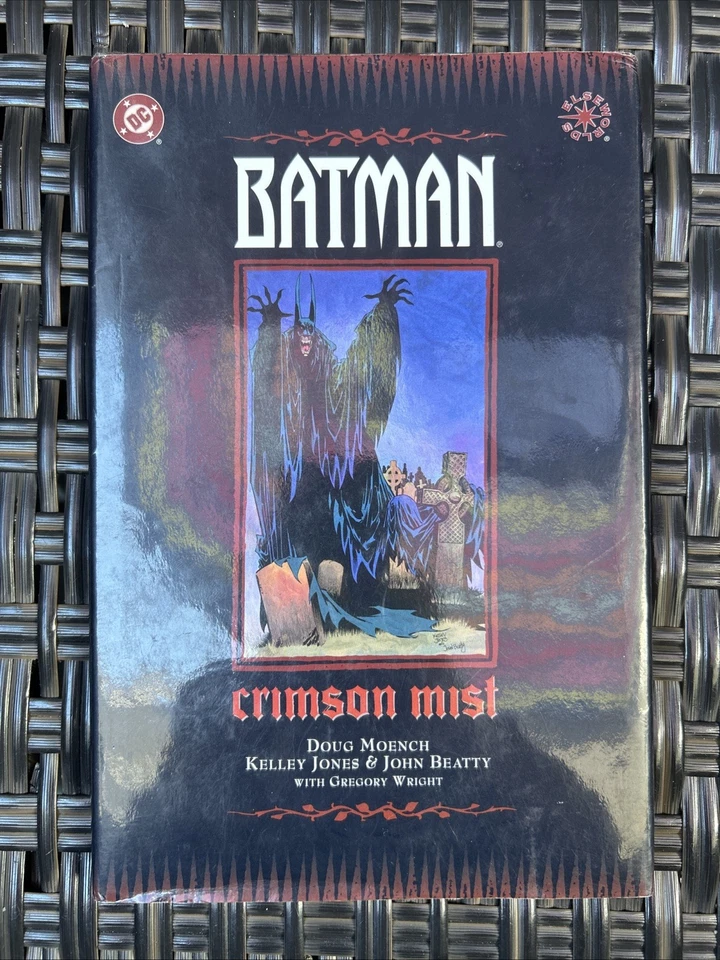 DC
®
ELSEWORLDS
®
BATMAN®
crimson mist
DOUG MOENCH
KELLEY JONES & JOHN BEATTY
WITH GREGORY WRIGHT